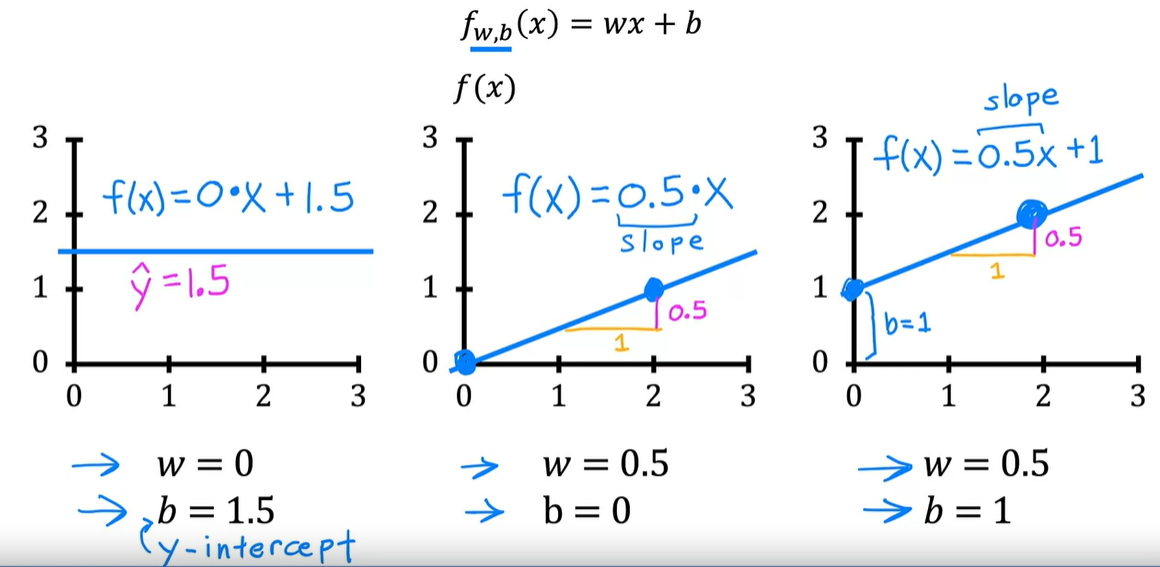 f_{w,b}(x) = wx + b
f(x)
3
2
1
0
0 1 2 3
f(x)=0•x+1.5
ŷ=1.5
→ w = 0
→ b = 1.5
y-intercept
3
2
1
0
0 1 2 3
f(x)=0.5•x
slope
0.5
1
→ w = 0.5
→ b = 0
slope
3
2
1
0
0 1 2 3
f(x)=0.5x+1
0.5
1
b=1
→ w = 0.5
→ b = 1